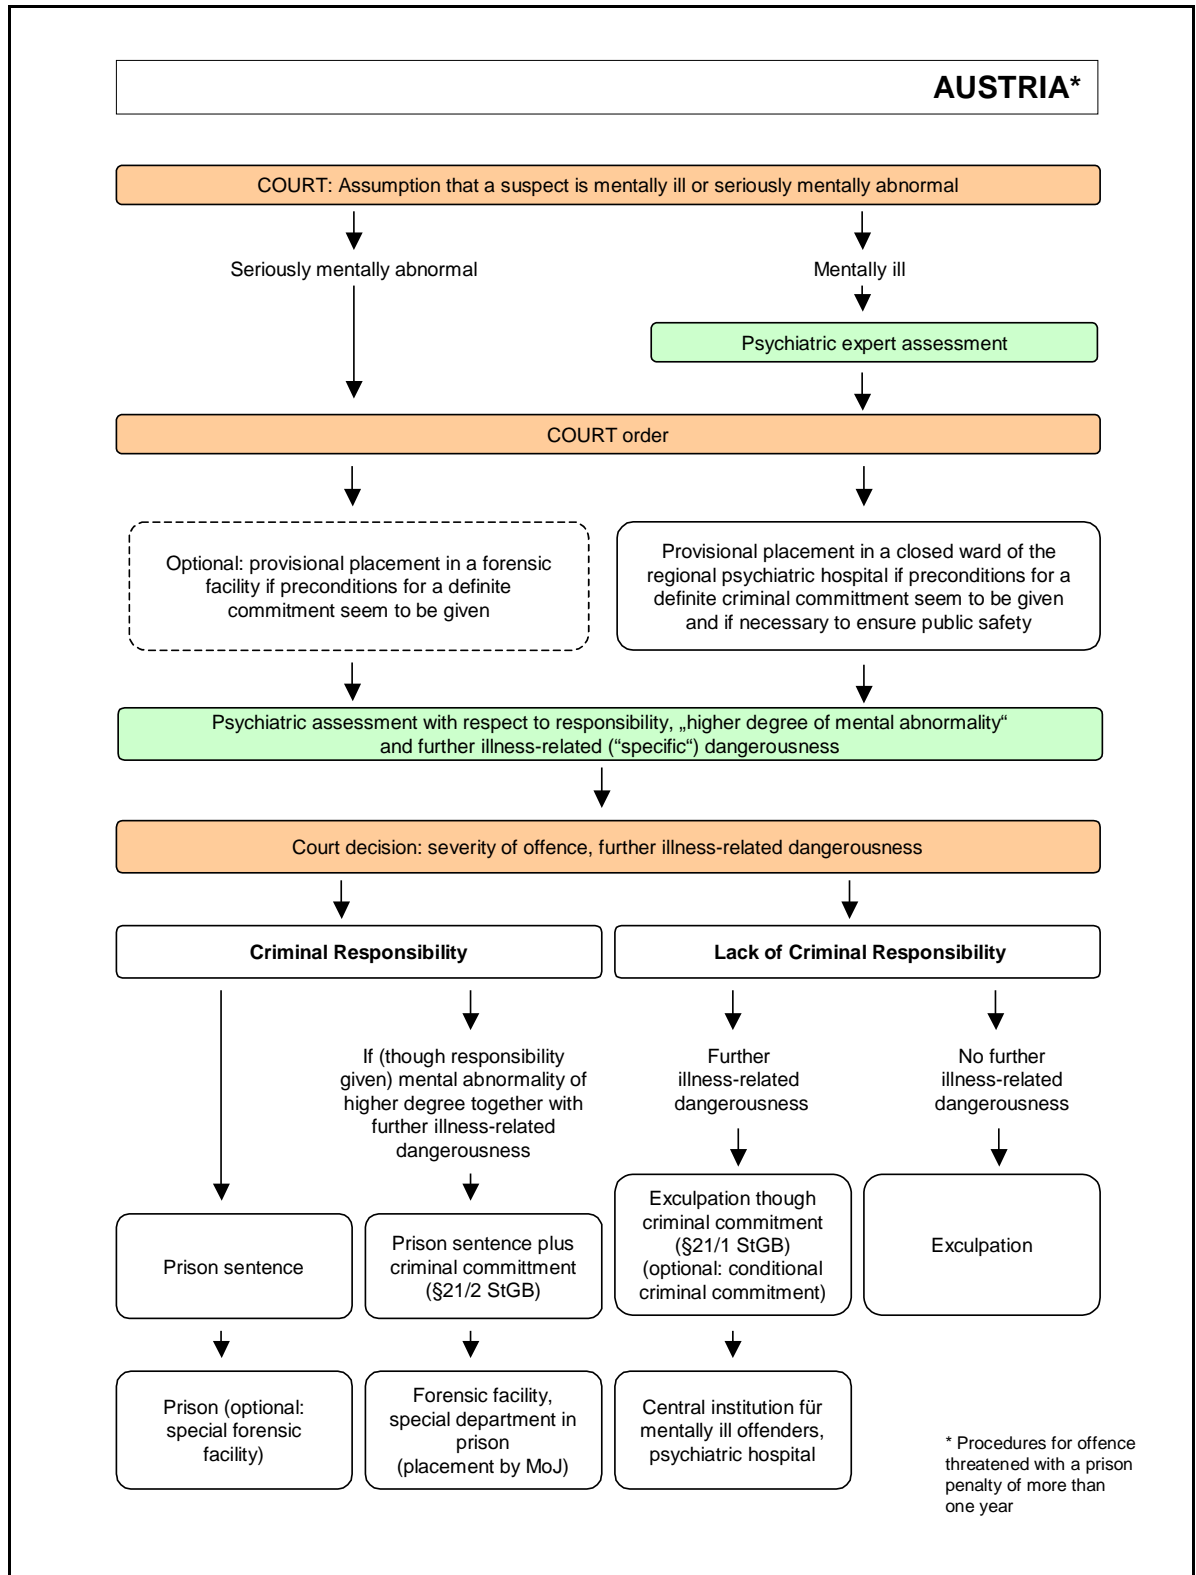 AUSTRIA*
COURT: Assumption that a suspect is mentally ill or seriously mentally abnormal
Seriously mentally abnormal
Mentally ill
Psychiatric expert assessment
COURT order
Optional: provisional placement in a forensic
facility if preconditions for a definite
commitment seem to be given
Provisional placement in a closed ward of the
regional psychiatric hospital if preconditions for a
definite criminal committment seem to be given
and if necessary to ensure public safety
Psychiatric assessment with respect to responsibility, „higher degree of mental abnormality“
and further illness-related (“specific“) dangerousness
Court decision: severity of offence, further illness-related dangerousness
Criminal Responsibility
Lack of Criminal Responsibility
If (though responsibility
given) mental abnormality of
higher degree together with
further illness-related
dangerousness
Further
illness-related
dangerousness
No further
illness-related
dangerousness
Prison sentence
Prison sentence plus
criminal committment
(§21/2 StGB)
Exculpation though
criminal commitment
(§21/1 StGB)
(optional: conditional
criminal commitment)
Exculpation
Prison (optional:
special forensic
facility)
Forensic facility,
special department in
prison
(placement by MoJ)
Central institution für
mentally ill offenders,
psychiatric hospital
* Procedures for offence
threatened with a prison
penalty of more than
one year